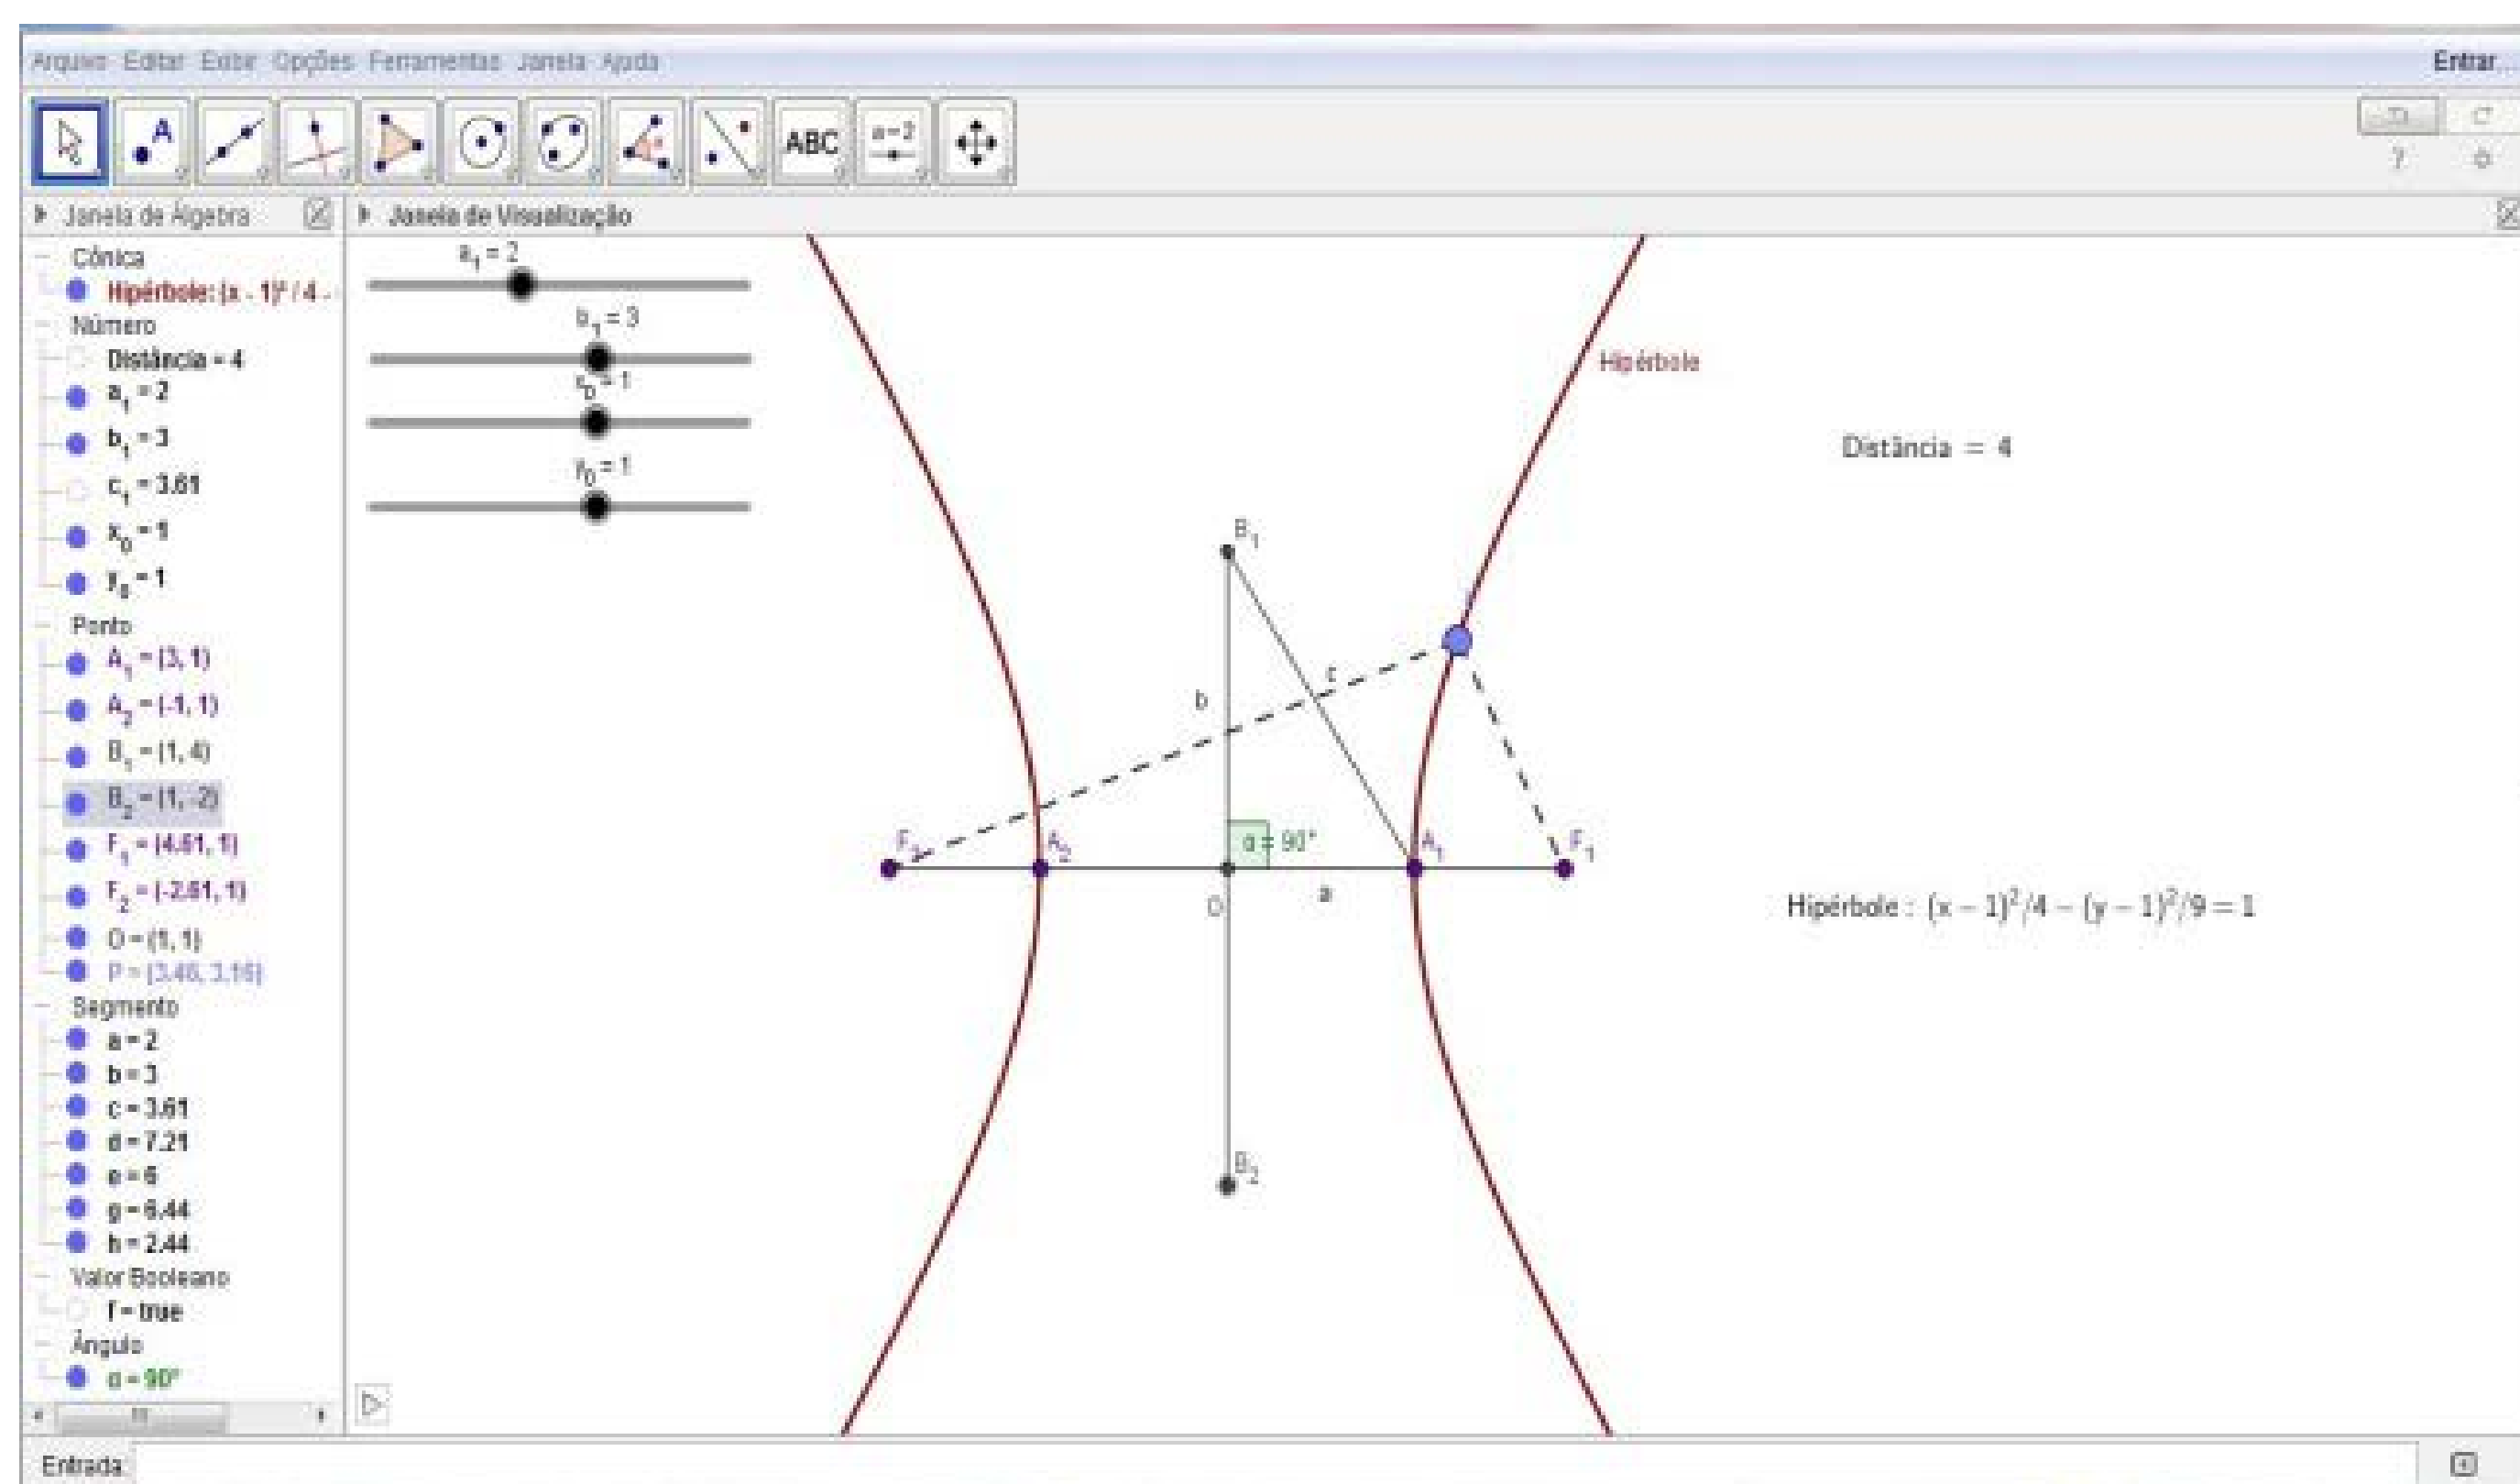 Arquivo Editar Exibir Opções Ferramentas Janela Ajuda
Entrar...
A
ABC
a=2
Janela de Álgebra
Janela de Visualização
Cônica
Hipérbole: (x - 1)² / 4 -
Número
Distância = 4
a₁ = 2
b₁ = 3
c₁ = 3.61
x₀ = 1
y₀ = 1
Ponto
A₁ = (3, 1)
A₂ = (-1, 1)
B₁ = (1, 4)
B₂ = (1, -2)
F₁ = (4.61, 1)
F₂ = (-2.61, 1)
O = (1, 1)
P = (3.46, 3.16)
Segmento
a = 2
b = 3
c = 3.61
d = 7.21
e = 6
g = 6.44
h = 2.44
Valor Booleano
f = true
Ângulo
α = 90°
a₁ = 2
b₁ = 3
x₀ = 1
y₀ = 1
Hipérbole
Distância = 4
B₁
b
c
F₂
A₂
α = 90°
A₁
F₁
O
a
Hipérbole : (x − 1)²/4 − (y − 1)²/9 = 1
B₂
Entrada: